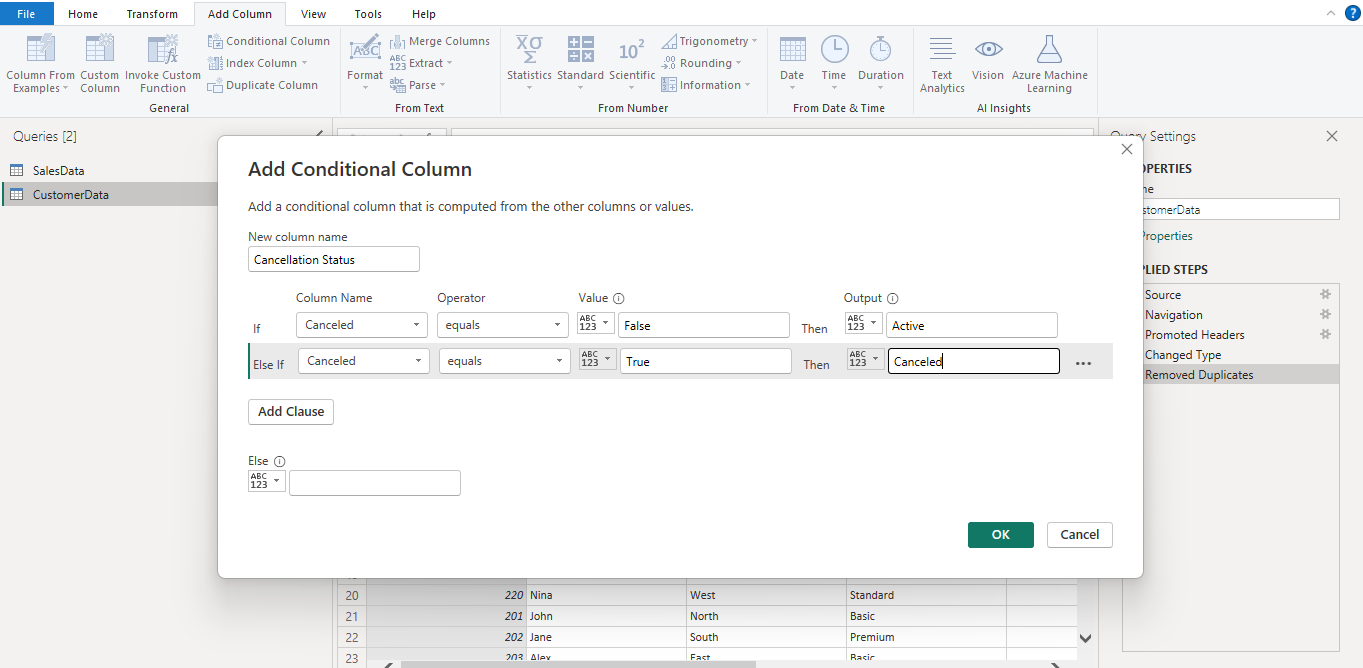 File Home Transform Add Column View Tools Help ?
Conditional Column
Index Column
Duplicate Column
Column From Examples
Custom Column
Invoke Custom Function
General
ABC
Format
Merge Columns
ABC 123 Extract
abc Parse
From Text
ΧΟ Σ
Statistics
Standard
10²
Scientific
Trigonometry
.00 Rounding
Information
From Number
Date
Time
Duration
From Date & Time
Text Analytics
Vision
Azure Machine Learning
AI Insights
Queries [2]
SalesData
CustomerData
Add Conditional Column
Add a conditional column that is computed from the other columns or values.
New column name
Cancellation Status
Column Name Operator Value Output
If Canceled equals ABC 123 False Then ABC 123 Active
Else If Canceled equals ABC 123 True Then ABC 123 Canceled ...
Add Clause
Else
ABC 123
OK Cancel
Settings
stomerData
Properties
Source
Navigation
Promoted Headers
Changed Type
Removed Duplicates
20 220 Nina West Standard
21 201 John North Basic
22 202 Jane South Premium
23 203 Alex East Basic